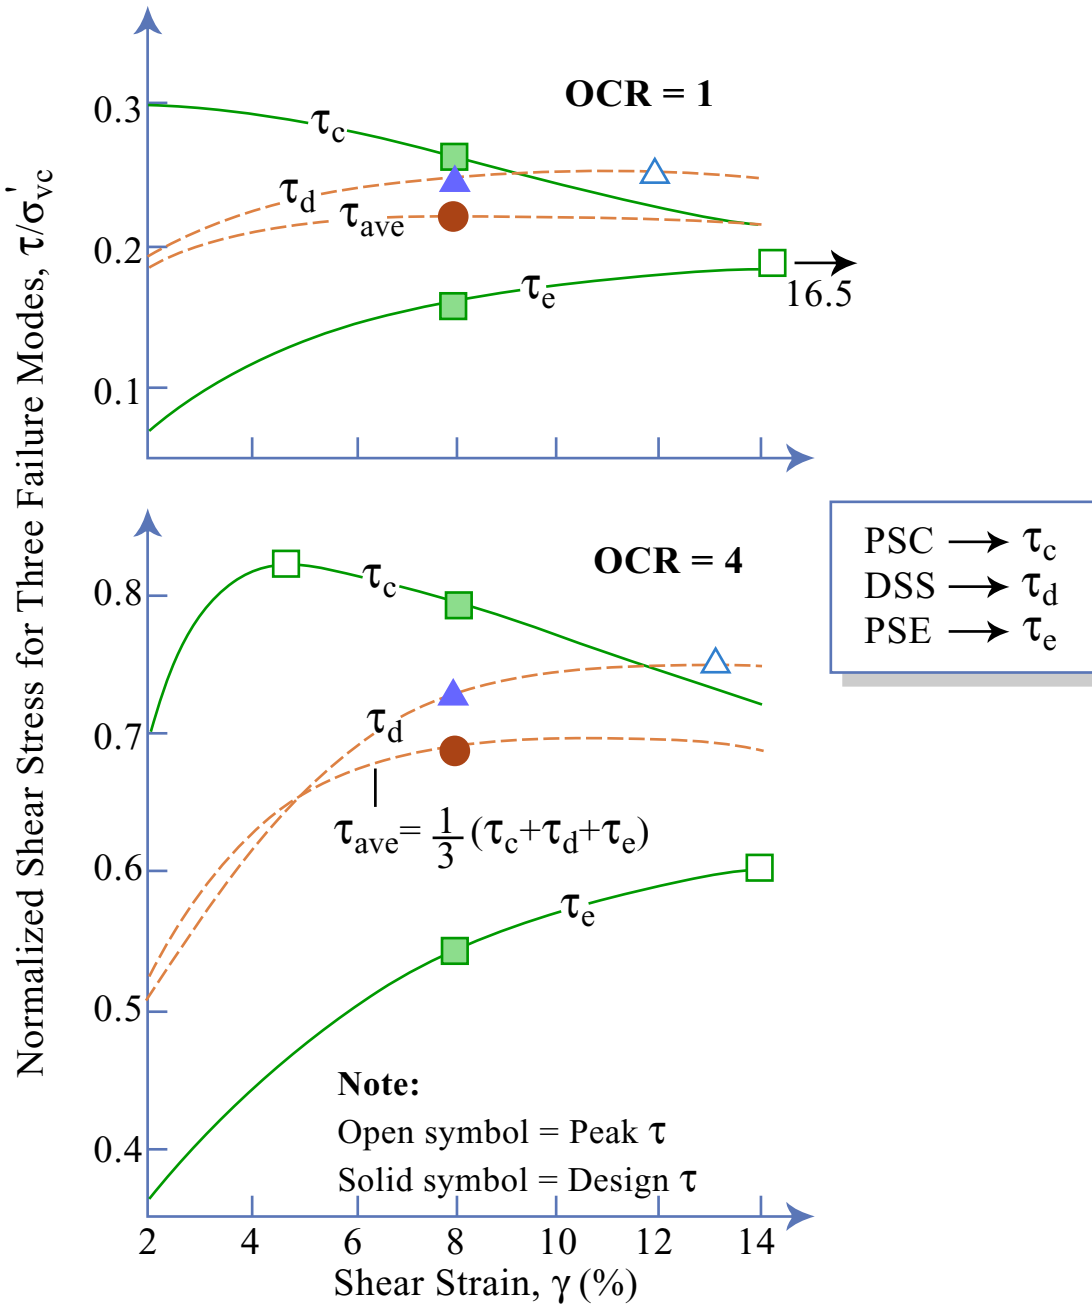 Normalized Shear Stress for Three Failure Modes, τ/σ'vc
OCR = 1
0.3
0.2
0.1
τc
τd
τave
τe
16.5
OCR = 4
0.8
0.7
0.6
0.5
0.4
τc
τd
τave= 1/3 (τc+τd+τe)
τe
PSC → τc
DSS → τd
PSE → τe
Note:
Open symbol = Peak τ
Solid symbol = Design τ
2 4 6 8 10 12 14
Shear Strain, γ (%)